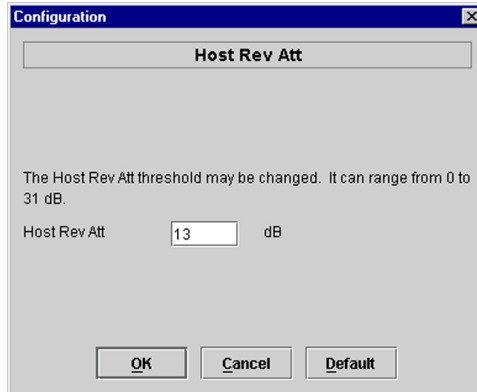 Configuration
Host Rev Att
The Host Rev Att threshold may be changed. It can range from 0 to
31 dB.
Host Rev Att 13 dB
OK Cancel Default